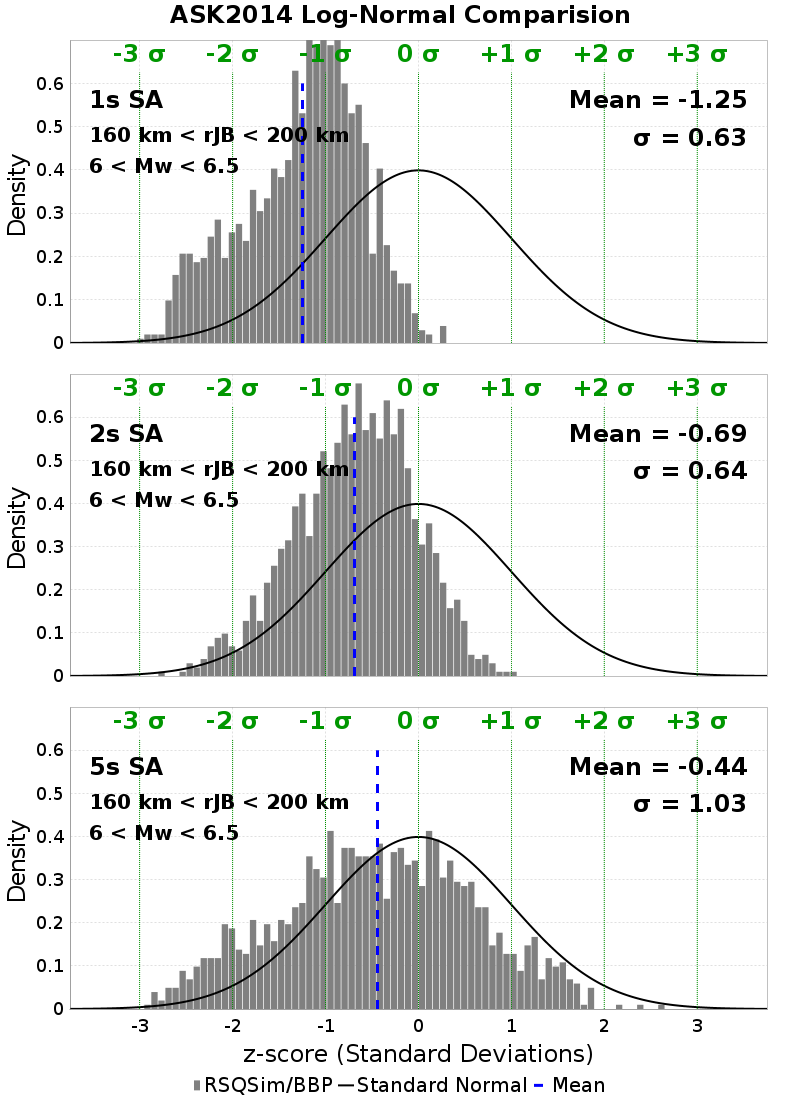 ASK2014 Log-Normal Comparision
-3 σ -2 σ -1 σ 0 σ +1 σ +2 σ +3 σ
0.6
1s SA
Mean = -1.25
0.5
160 km < rJB < 200 km
σ = 0.63
0.4
6 < Mw < 6.5
Density
0.3
0.2
0.1
0
-3 σ -2 σ -1 σ 0 σ +1 σ +2 σ +3 σ
0.6
2s SA
Mean = -0.69
0.5
160 km < rJB < 200 km
σ = 0.64
0.4
6 < Mw < 6.5
Density
0.3
0.2
0.1
0
-3 σ -2 σ -1 σ 0 σ +1 σ +2 σ +3 σ
0.6
5s SA
Mean = -0.44
0.5
160 km < rJB < 200 km
σ = 1.03
0.4
6 < Mw < 6.5
Density
0.3
0.2
0.1
0
-3 -2 -1 0 1 2 3
z-score (Standard Deviations)
RSQSim/BBP Standard Normal Mean